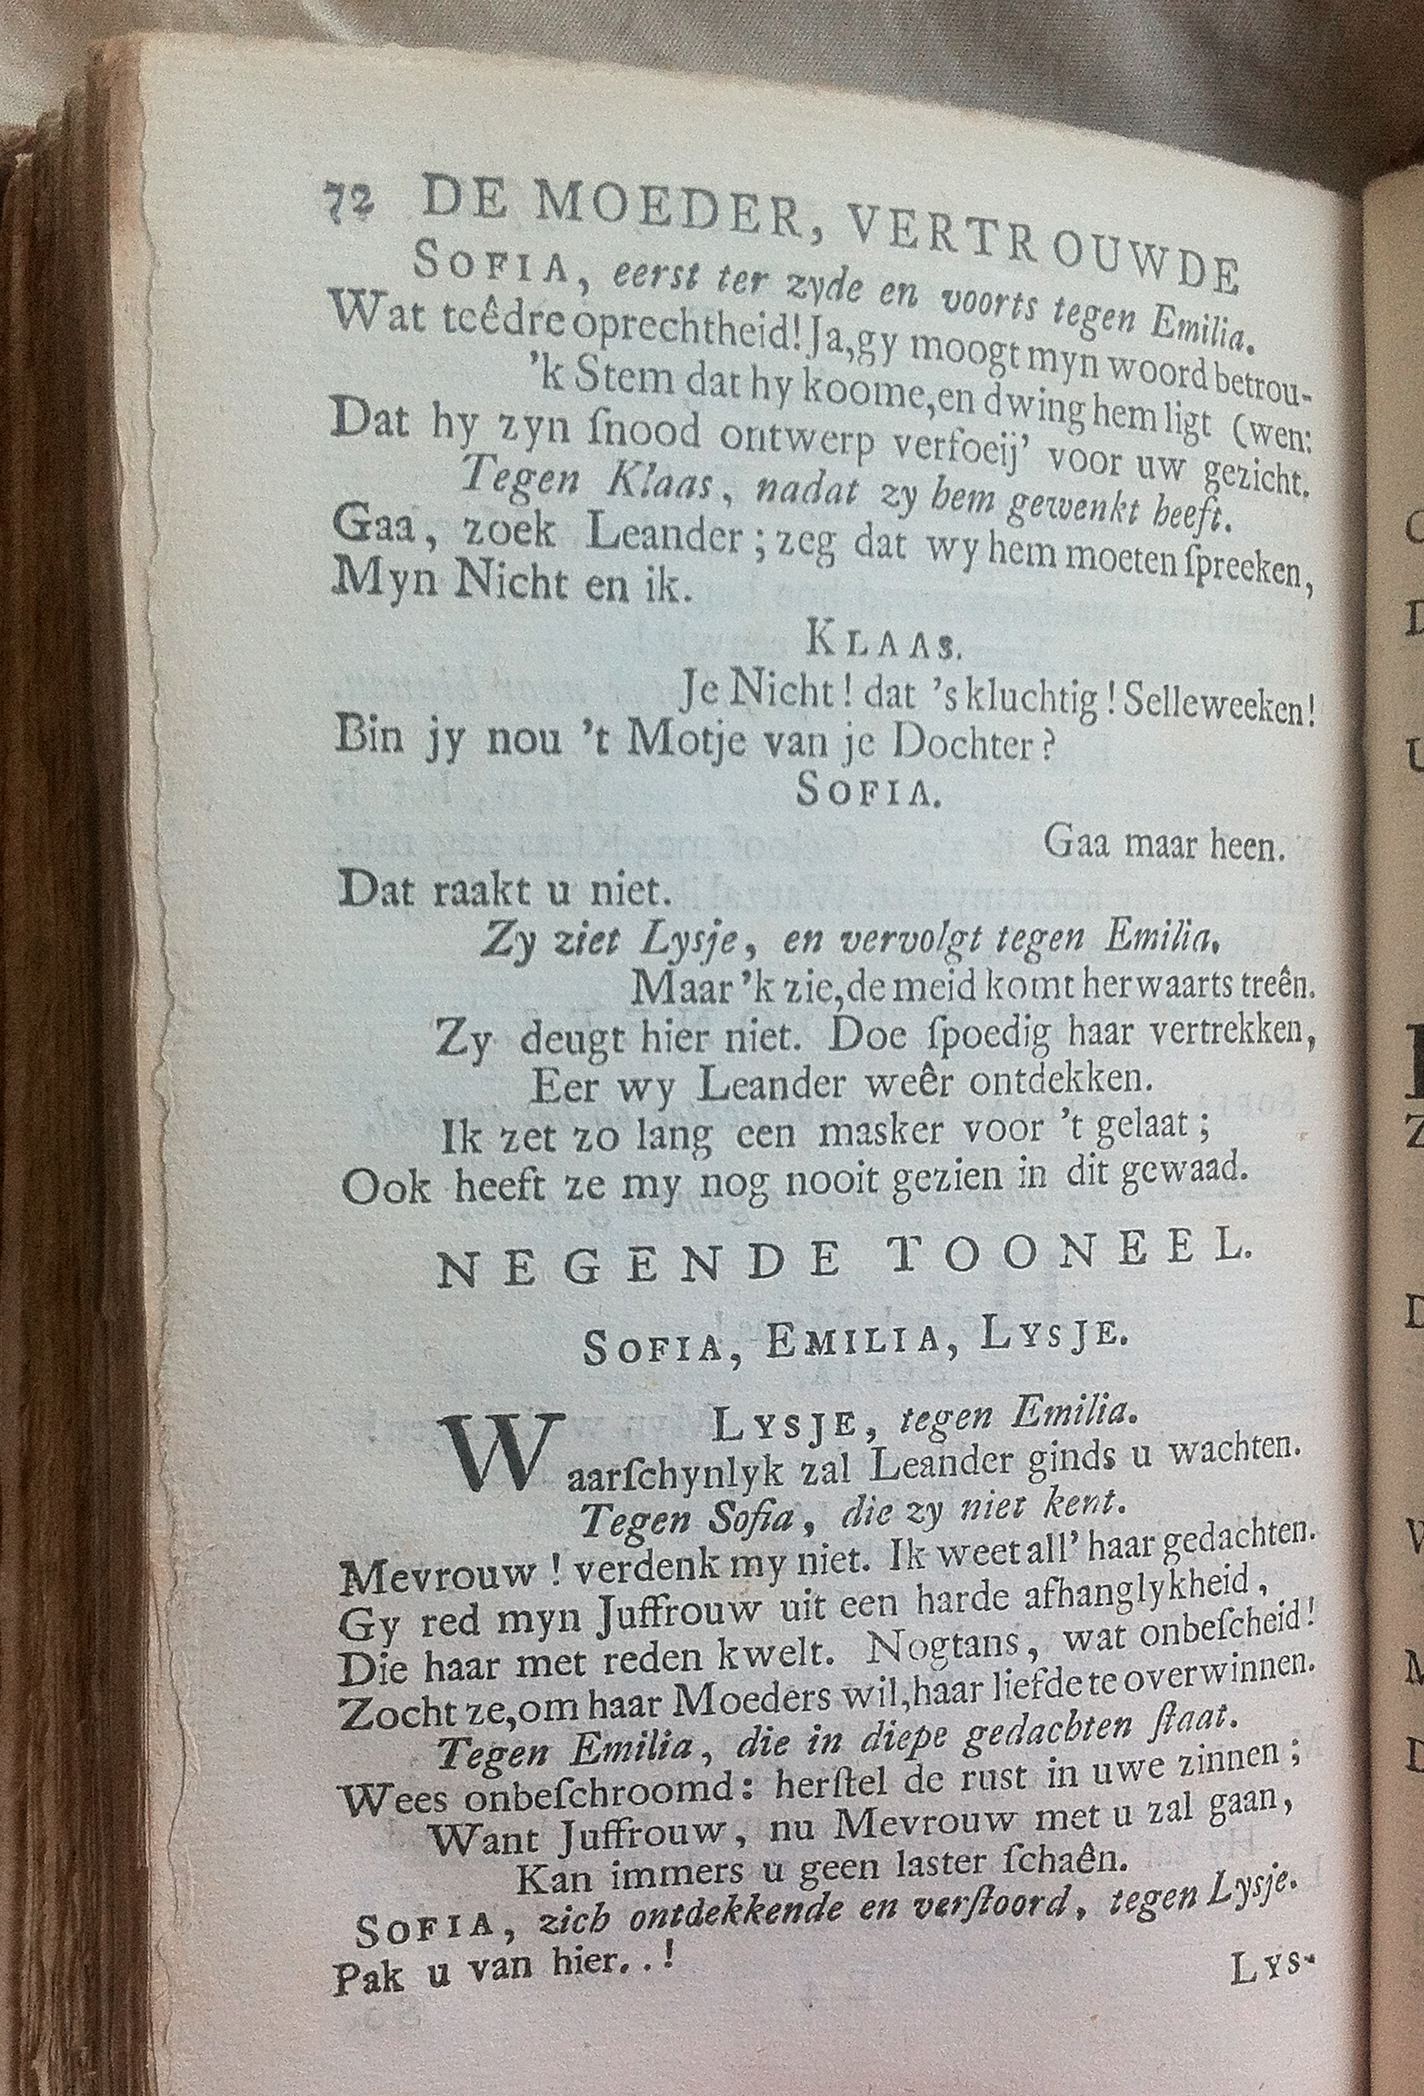 72 DE MOEDER, VERTROUWDE
SOFIA, eerst ter zyde en voorts tegen Emilia.
Wat teêdre oprechtheid! Ja, gy moogt myn woord betrou-
'k Stem dat hy koome, en dwing hem ligt (wen:
Dat hy zyn ſnood ontwerp verfoeij' voor uw gezicht.
Tegen Klaas, nadat zy hem gewenkt heeft.
Gaa, zoek Leander; zeg dat wy hem moeten ſpreeken,
Myn Nicht en ik.
KLAAS.
Je Nicht! dat 's kluchtig! Selleweeken!
Bin jy nou 't Motje van je Dochter?
SOFIA.
Gaa maar heen.
Dat raakt u niet.
Zy ziet Lysje, en vervolgt tegen Emilia.
Maar 'k zie, de meid komt herwaarts treên.
Zy deugt hier niet. Doe ſpoedig haar vertrekken,
Eer wy Leander weêr ontdekken.
Ik zet zo lang een masker voor 't gelaat;
Ook heeft ze my nog nooit gezien in dit gewaad.
NEGENDE TOONEEL.
SOFIA, EMILIA, LYSJE.
LYSJE, tegen Emilia.
Waarſchynlyk zal Leander ginds u wachten.
Tegen Sofia, die zy niet kent.
Mevrouw! verdenk my niet. Ik weet all' haar gedachten.
Gy red myn Juffrouw uit een harde afhanglykheid,
Die haar met reden kwelt. Nogtans, wat onbeſcheid!
Zocht ze, om haar Moeders wil, haar liefde te overwinnen.
Tegen Emilia, die in diepe gedachten ſtaat.
Wees onbeſchroomd: herſtel de rust in uwe zinnen;
Want Juffrouw, nu Mevrouw met u zal gaan,
Kan immers u geen laster ſchaên.
SOFIA, zich ontdekkende en verſtoord, tegen Lysje.
Pak u van hier..!
LYS-